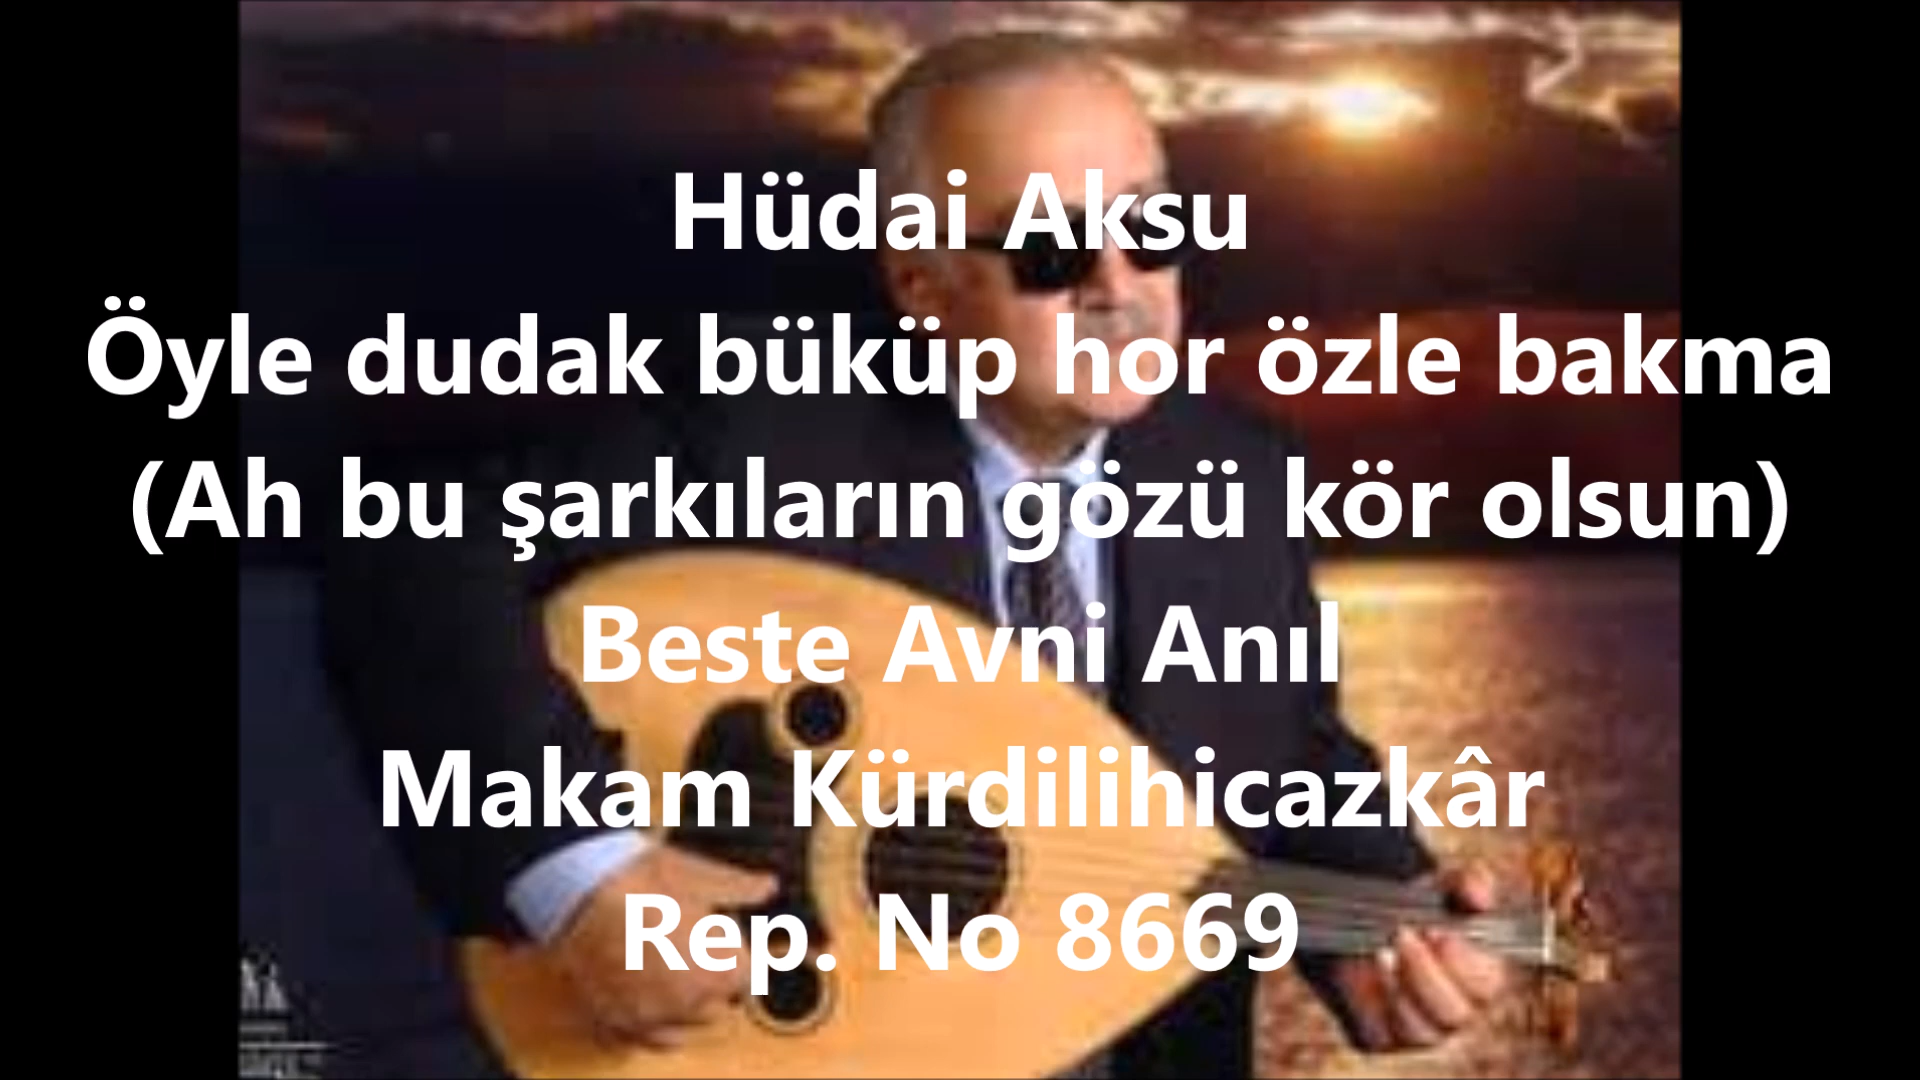 Hüdai Aksu
Öyle dudak büküp hor özle bakma
(Ah bu şarkıların gözü kör olsun)
Beste Avni Anıl
Makam Kürdilihicazkâr
Rep. No 8669